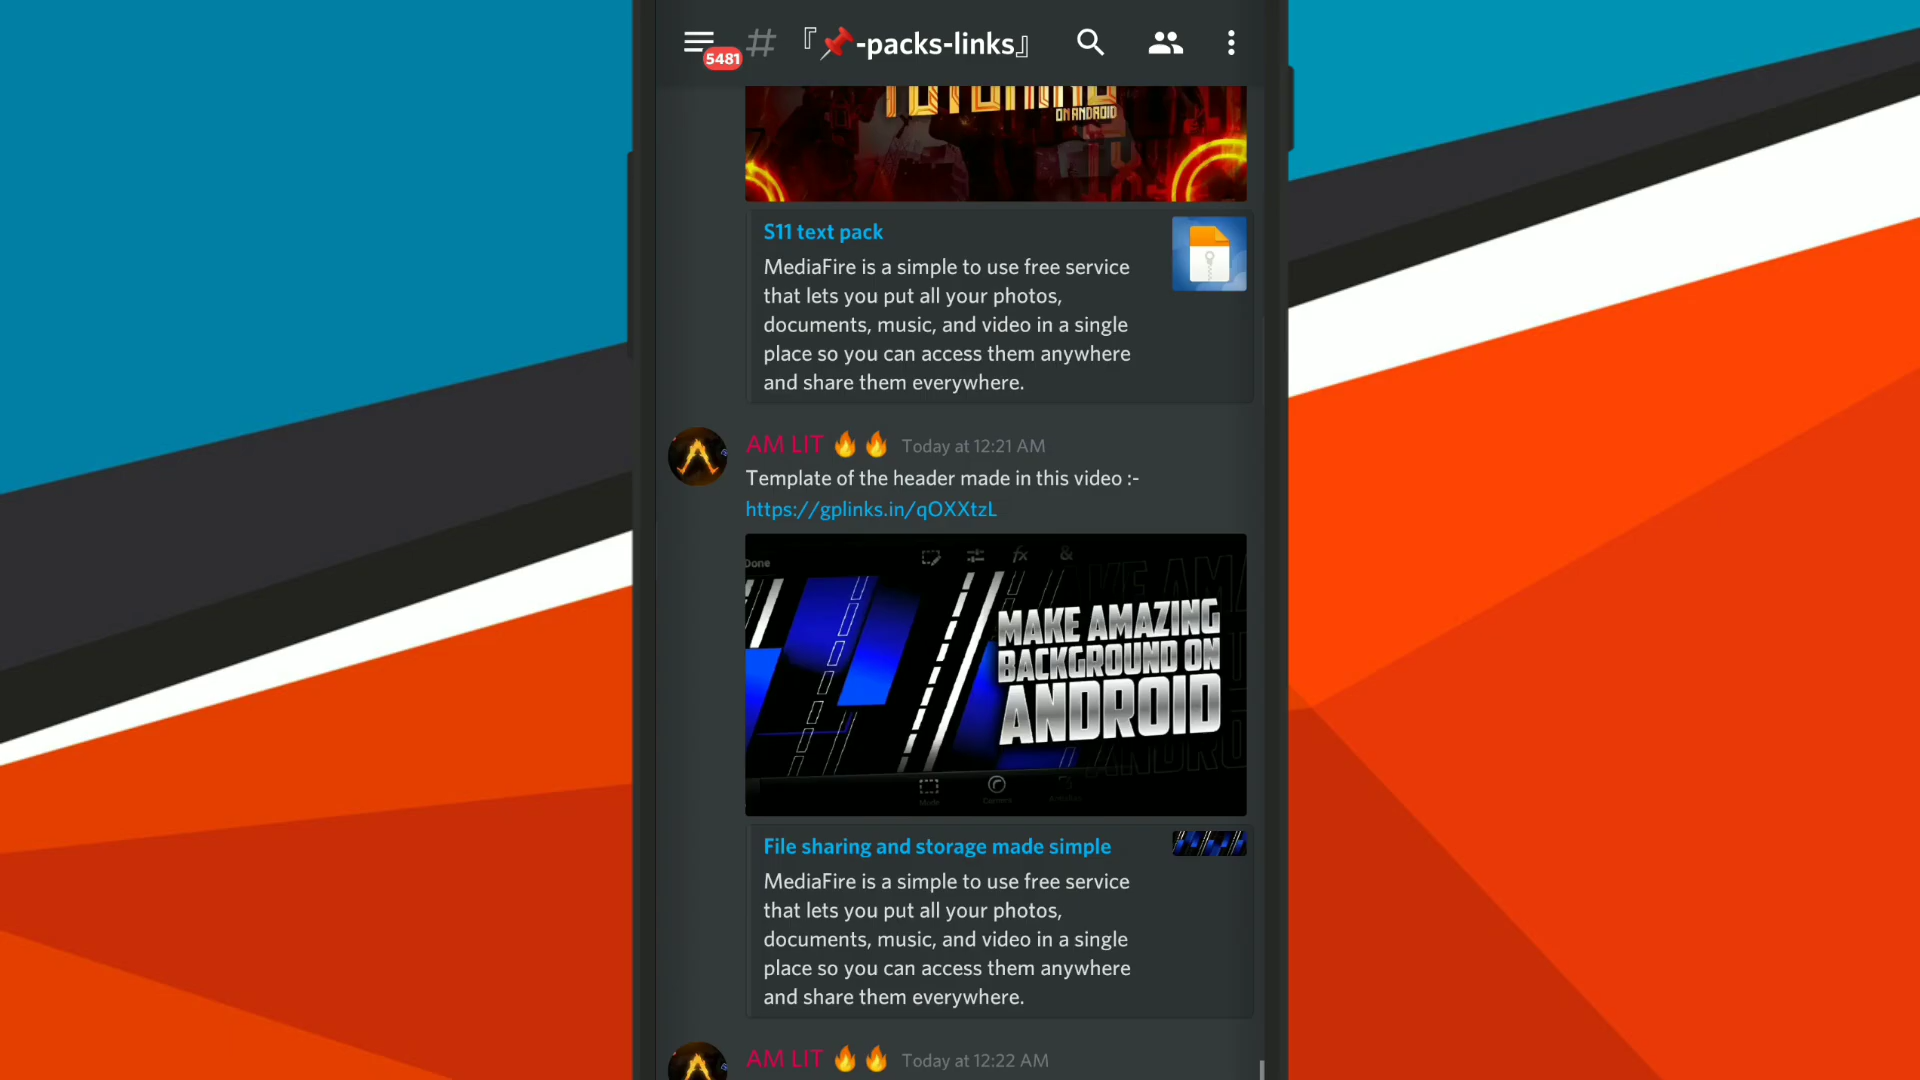 5481
# 『📌-packs-links』
ON ANDROID
S11 text pack
MediaFire is a simple to use free service
that lets you put all your photos,
documents, music, and video in a single
place so you can access them anywhere
and share them everywhere.
AM LIT 🔥🔥 Today at 12:21 AM
Template of the header made in this video :-
https://gplinks.in/qOXXtzL
Done
fx &
MAKE AMAZING
BACKGROUND ON
ANDROID
Mode
File sharing and storage made simple
MediaFire is a simple to use free service
that lets you put all your photos,
documents, music, and video in a single
place so you can access them anywhere
and share them everywhere.
AM LIT 🔥🔥 Today at 12:22 AM